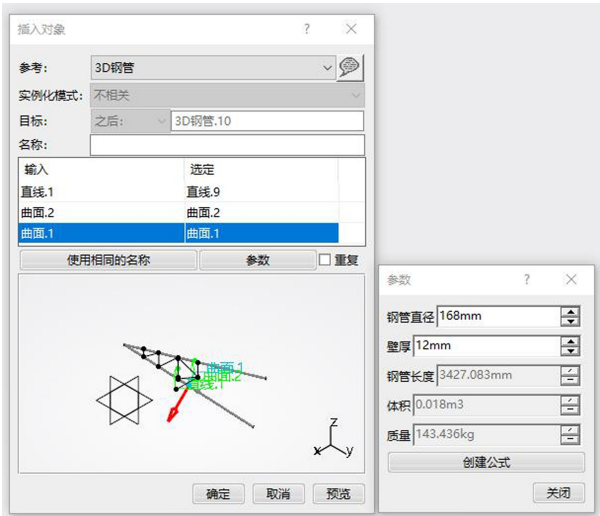 插入对象
参考:
3D钢管
实例化模式:
不相关
目标:
之后:
3D钢管.10
名称:
输入 选定
直线.1 直线.9
曲面.2 曲面.2
曲面.1 曲面.1
使用相同的名称
参数
重复
曲面.1
曲面.2
直线.1
z
x
y
确定
取消
预览
参数
钢管直径 168mm
壁厚 12mm
钢管长度 3427.083mm
体积 0.018m3
质量 143.436kg
创建公式
关闭